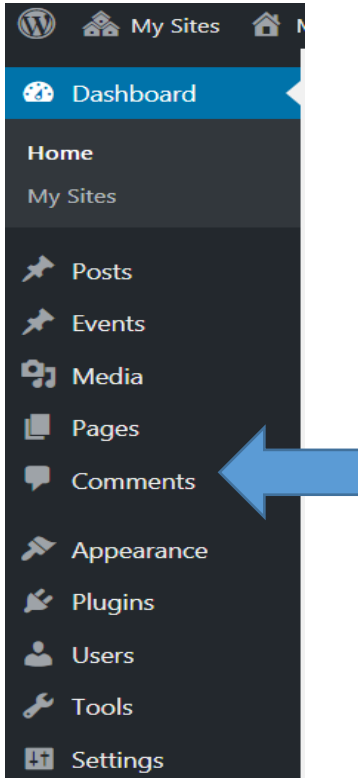 My Sites
Dashboard
Home
My Sites
Posts
Events
Media
Pages
Comments
Appearance
Plugins
Users
Tools
Settings